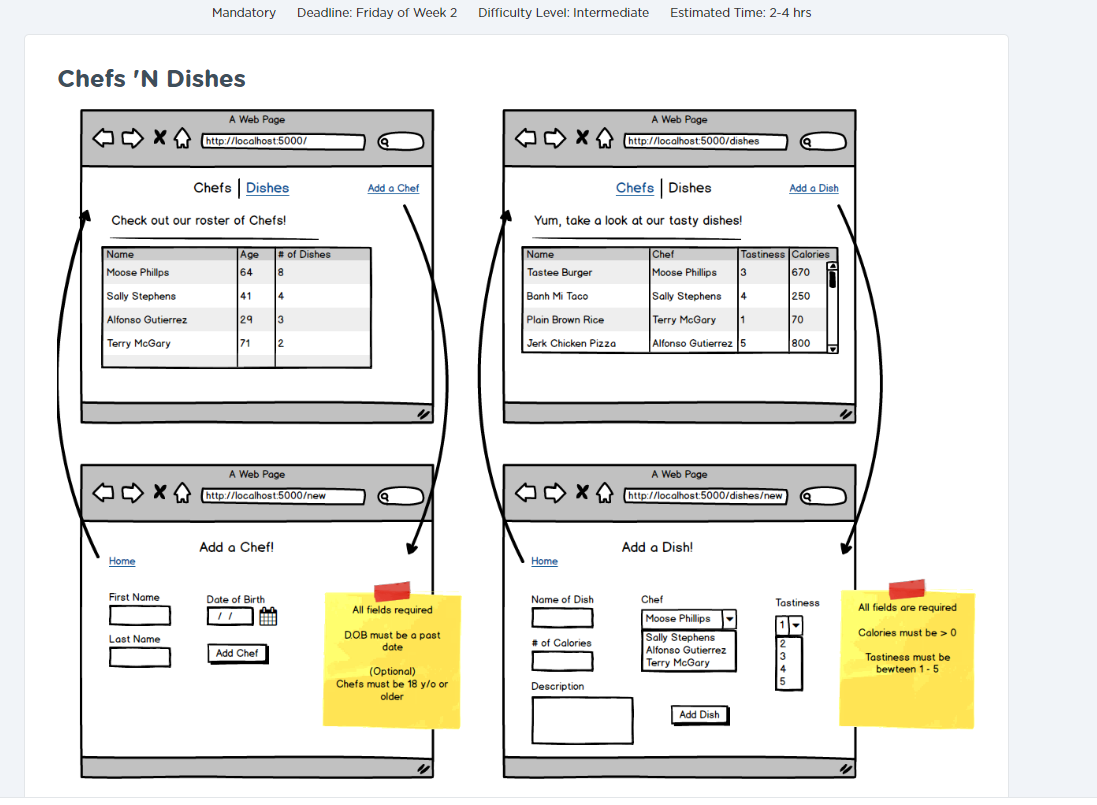 Mandatory Deadline: Friday of Week 2 Difficulty Level: Intermediate Estimated Time: 2-4 hrs
Chefs 'N Dishes
A Web Page
http://localhost:5000/
Chefs | Dishes
Add a Chef
Check out our roster of Chefs!
Name Age # of Dishes
Moose Phillps 64 8
Sally Stephens 41 4
Alfonso Gutierrez 29 3
Terry McGary 71 2
A Web Page
http://localhost:5000/dishes
Chefs | Dishes
Add a Dish
Yum, take a look at our tasty dishes!
Name Chef Tastiness Calories
Tastee Burger Moose Phillips 3 670
Banh Mi Taco Sally Stephens 4 250
Plain Brown Rice Terry McGary 1 70
Jerk Chicken Pizza Alfonso Gutierrez 5 800
A Web Page
http://localhost:5000/new
Add a Chef!
Home
First Name
Date of Birth
/ /
Last Name
Add Chef
All fields required
D.O.B must be a past
date
(Optional)
Chefs must be 18 y/o or
older
A Web Page
http://localhost:5000/dishes/new
Add a Dish!
Home
Name of Dish
Chef
Moose Phillips
Sally Stephens
Alfonso Gutierrez
Terry McGary
Tastiness
1
2
3
4
5
# of Calories
Description
Add Dish
All fields are required
Calories must be > 0
Tastiness must be
bewteen 1 - 5